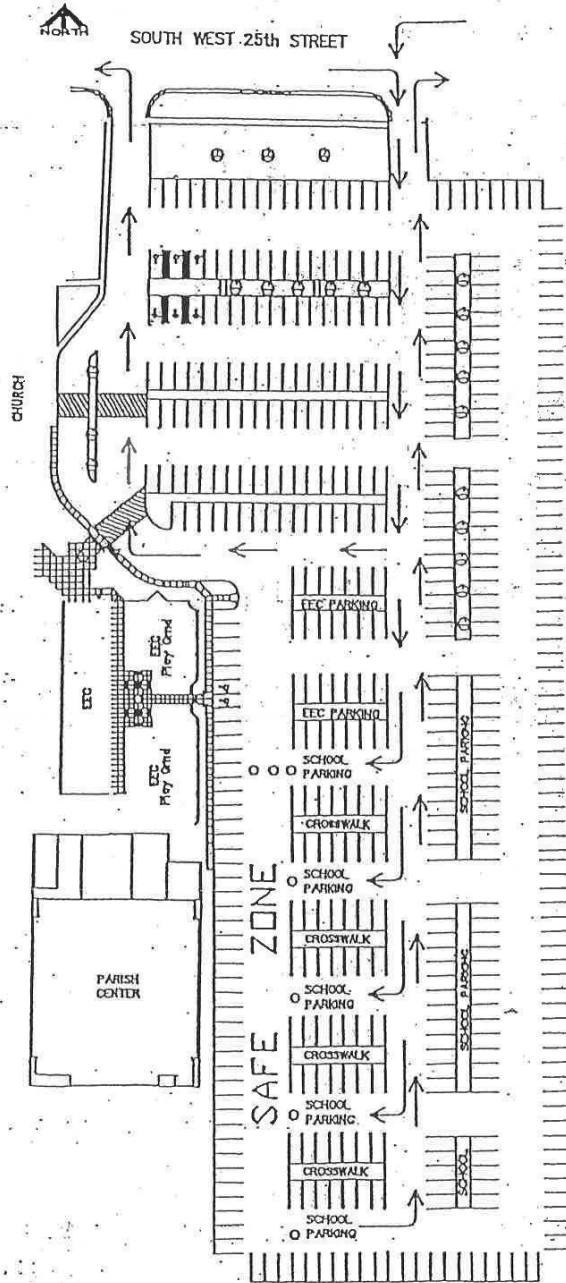 NORTH
SOUTH WEST 25th STREET
CHURCH
EEC PARKING
EEC
EEC
Play Grnd
EEC PARKING
EEC
Play Grnd
SCHOOL
PARKING
SCHOOL PARKING
CROSSWALK
SCHOOL
PARKING
SAFE ZONE
CROSSWALK
PARISH
CENTER
SCHOOL
PARKING
SCHOOL PARKING
CROSSWALK
SCHOOL
PARKING
CROSSWALK
SCHOOL
SCHOOL
PARKING